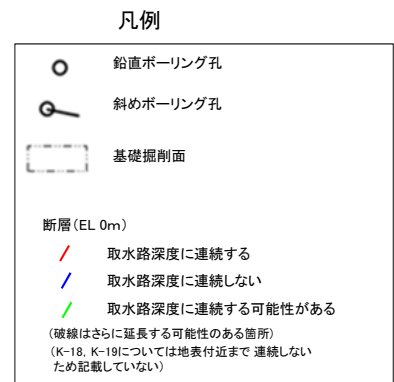 凡例
鉛直ボーリング孔
斜めボーリング孔
基礎掘削面
断層(EL 0m)
取水路深度に連続する
取水路深度に連続しない
取水路深度に連続する可能性がある
(破線はさらに延長する可能性のある箇所)
(K-18, K-19については地表付近まで 連続しない
ため記載していない)